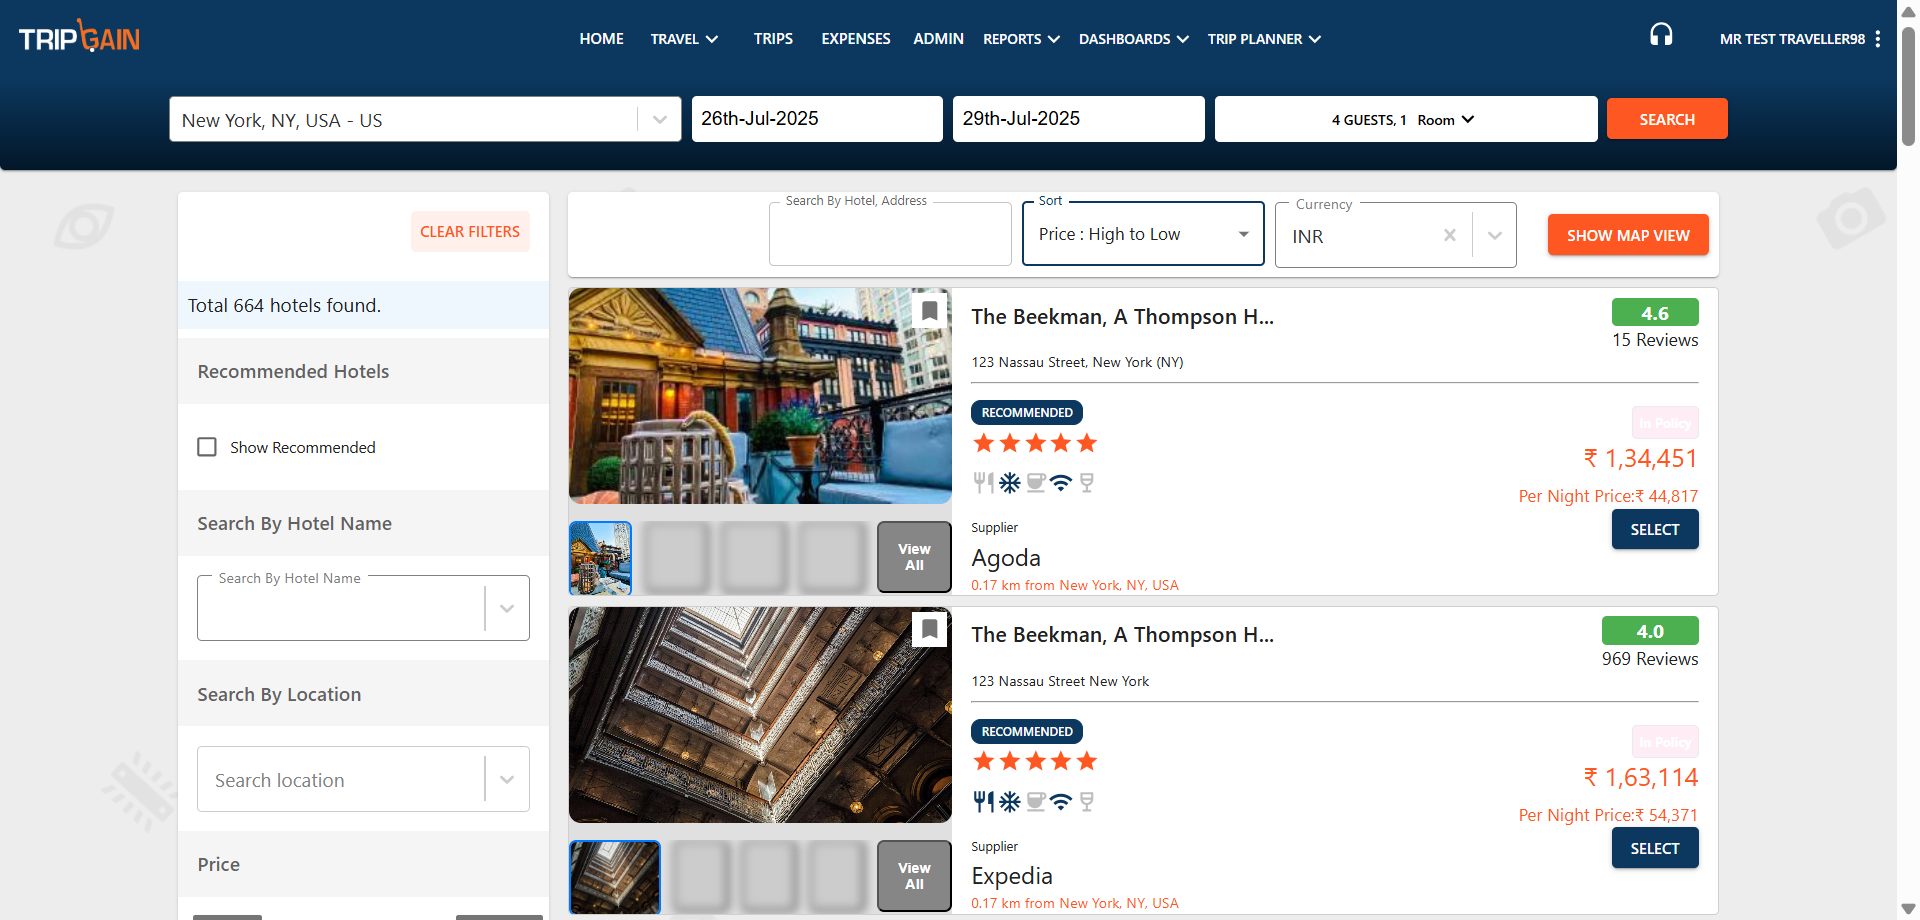 TRIPGAIN
HOME
TRAVEL
TRIPS
EXPENSES
ADMIN
REPORTS
DASHBOARDS
TRIP PLANNER
MR TEST TRAVELLER98
New York, NY, USA - US
26th-Jul-2025
29th-Jul-2025
4 GUESTS, 1 Room
SEARCH
CLEAR FILTERS
Total 664 hotels found.
Recommended Hotels
Show Recommended
Search By Hotel Name
Search By Hotel Name
Search By Location
Search location
Price
Search By Hotel, Address
Sort
Price : High to Low
Currency
INR
SHOW MAP VIEW
The Beekman, A Thompson H...
4.6
15 Reviews
123 Nassau Street, New York (NY)
RECOMMENDED
In Policy
₹ 1,34,451
Per Night Price:₹ 44,817
SELECT
Supplier
Agoda
0.17 km from New York, NY, USA
View
All
The Beekman, A Thompson H...
4.0
969 Reviews
123 Nassau Street New York
RECOMMENDED
In Policy
₹ 1,63,114
Per Night Price:₹ 54,371
SELECT
Supplier
Expedia
0.17 km from New York, NY, USA
View
All